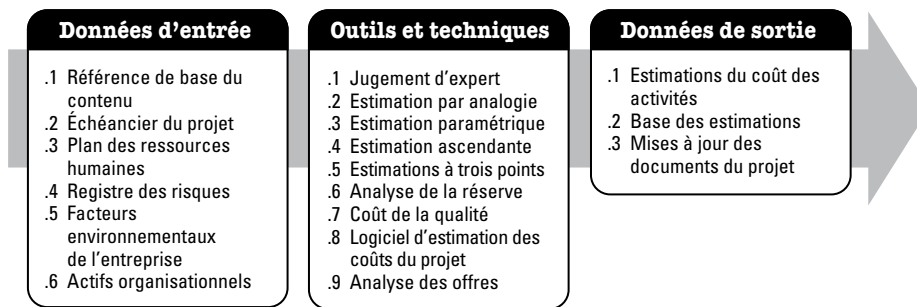 Données d'entrée
.1 Référence de base du
contenu
.2 Échéancier du projet
.3 Plan des ressources
humaines
.4 Registre des risques
.5 Facteurs
environnementaux
de l'entreprise
.6 Actifs organisationnels
Outils et techniques
.1 Jugement d'expert
.2 Estimation par analogie
.3 Estimation paramétrique
.4 Estimation ascendante
.5 Estimations à trois points
.6 Analyse de la réserve
.7 Coût de la qualité
.8 Logiciel d'estimation des
coûts du projet
.9 Analyse des offres
Données de sortie
.1 Estimations du coût des
activités
.2 Base des estimations
.3 Mises à jour des
documents du projet